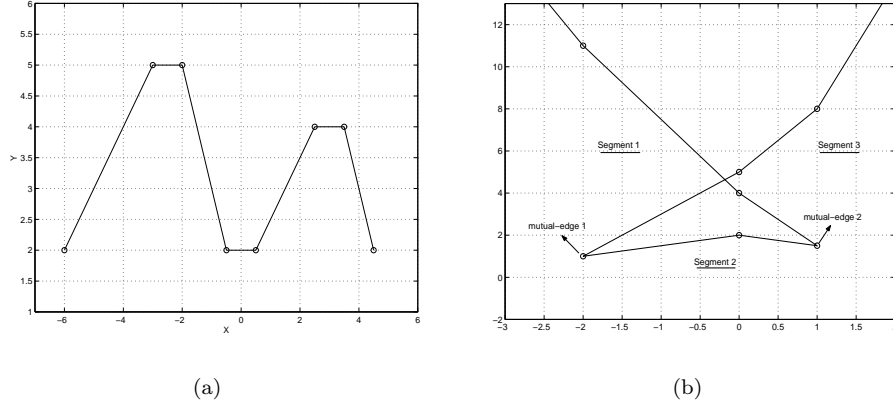 6
5.5
5
4.5
4
3.5
3
2.5
2
1.5
1
Y
−6 −4 −2 0 2 4 6
X
(a)
12
10
8
6
4
2
0
−2
Segment 1
Segment 3
mutual−edge 1
mutual−edge 2
Segment 2
−3 −2.5 −2 −1.5 −1 −0.5 0 0.5 1 1.5
(b)